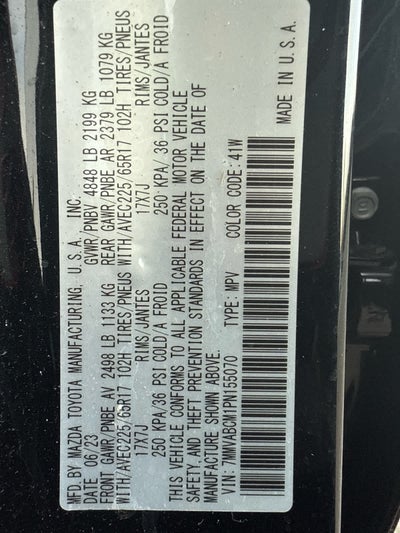 MFD. BY MAZDA TOYOTA MANUFACTURING, U.S.A. INC.
DATE 06/23 GVWR/PNBV 4848 LB 2199 KG
FRONT GAWR/PNBE AV 2498 LB 1133 KG REAR GAWR/PNBE AR 2379 LB 1079 KG
WITH/AVEC225/65R17 102H TIRES/PNEUS WITH/AVEC225/65R17 102H TIRES/PNEUS
17X7J RIMS/JANTES 17X7J RIMS/JANTES
250 KPA/36 PSI COLD/A FROID 250 KPA/36 PSI COLD/A FROID
THIS VEHICLE CONFORMS TO ALL APPLICABLE FEDERAL MOTOR VEHICLE
SAFETY,AND THEFT PREVENTION STANDARDS IN EFFECT ON THE DATE OF
MANUFACTURE SHOWN ABOVE.
VIN: 7MMVABCM1PN155070 TYPE: MPV COLOR CODE:41W
MADE IN U.S.A.